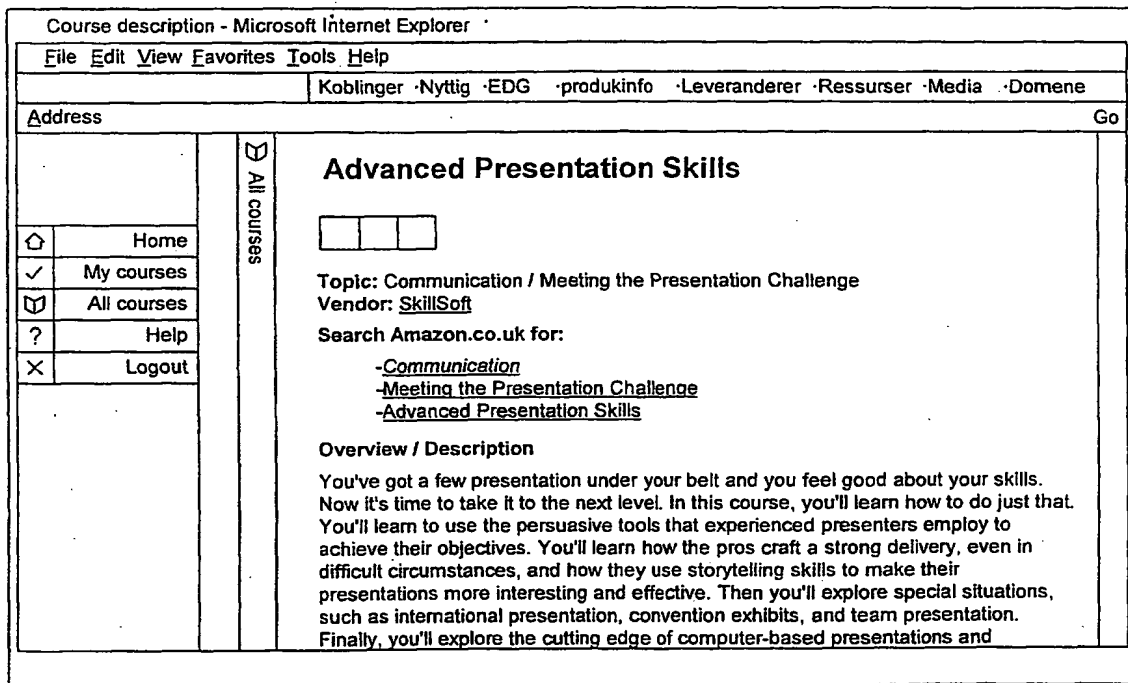 Course description - Microsoft Internet Explorer
File Edit View Favorites Tools Help
Koblinger ·Nyttig ·EDG ·produkinfo ·Leveranderer ·Ressurser ·Media ·Domene
Address Go
All courses
Home
My courses
All courses
? Help
Logout
Advanced Presentation Skills
Topic: Communication / Meeting the Presentation Challenge
Vendor: SkillSoft
Search Amazon.co.uk for:
-Communication
-Meeting the Presentation Challenge
-Advanced Presentation Skills
Overview / Description
You've got a few presentation under your belt and you feel good about your skills.
Now it's time to take it to the next level. In this course, you'll learn how to do just that.
You'll learn to use the persuasive tools that experienced presenters employ to
achieve their objectives. You'll learn how the pros craft a strong delivery, even in
difficult circumstances, and how they use storytelling skills to make their
presentations more interesting and effective. Then you'll explore special situations,
such as international presentation, convention exhibits, and team presentation.
Finally, you'll explore the cutting edge of computer-based presentations and